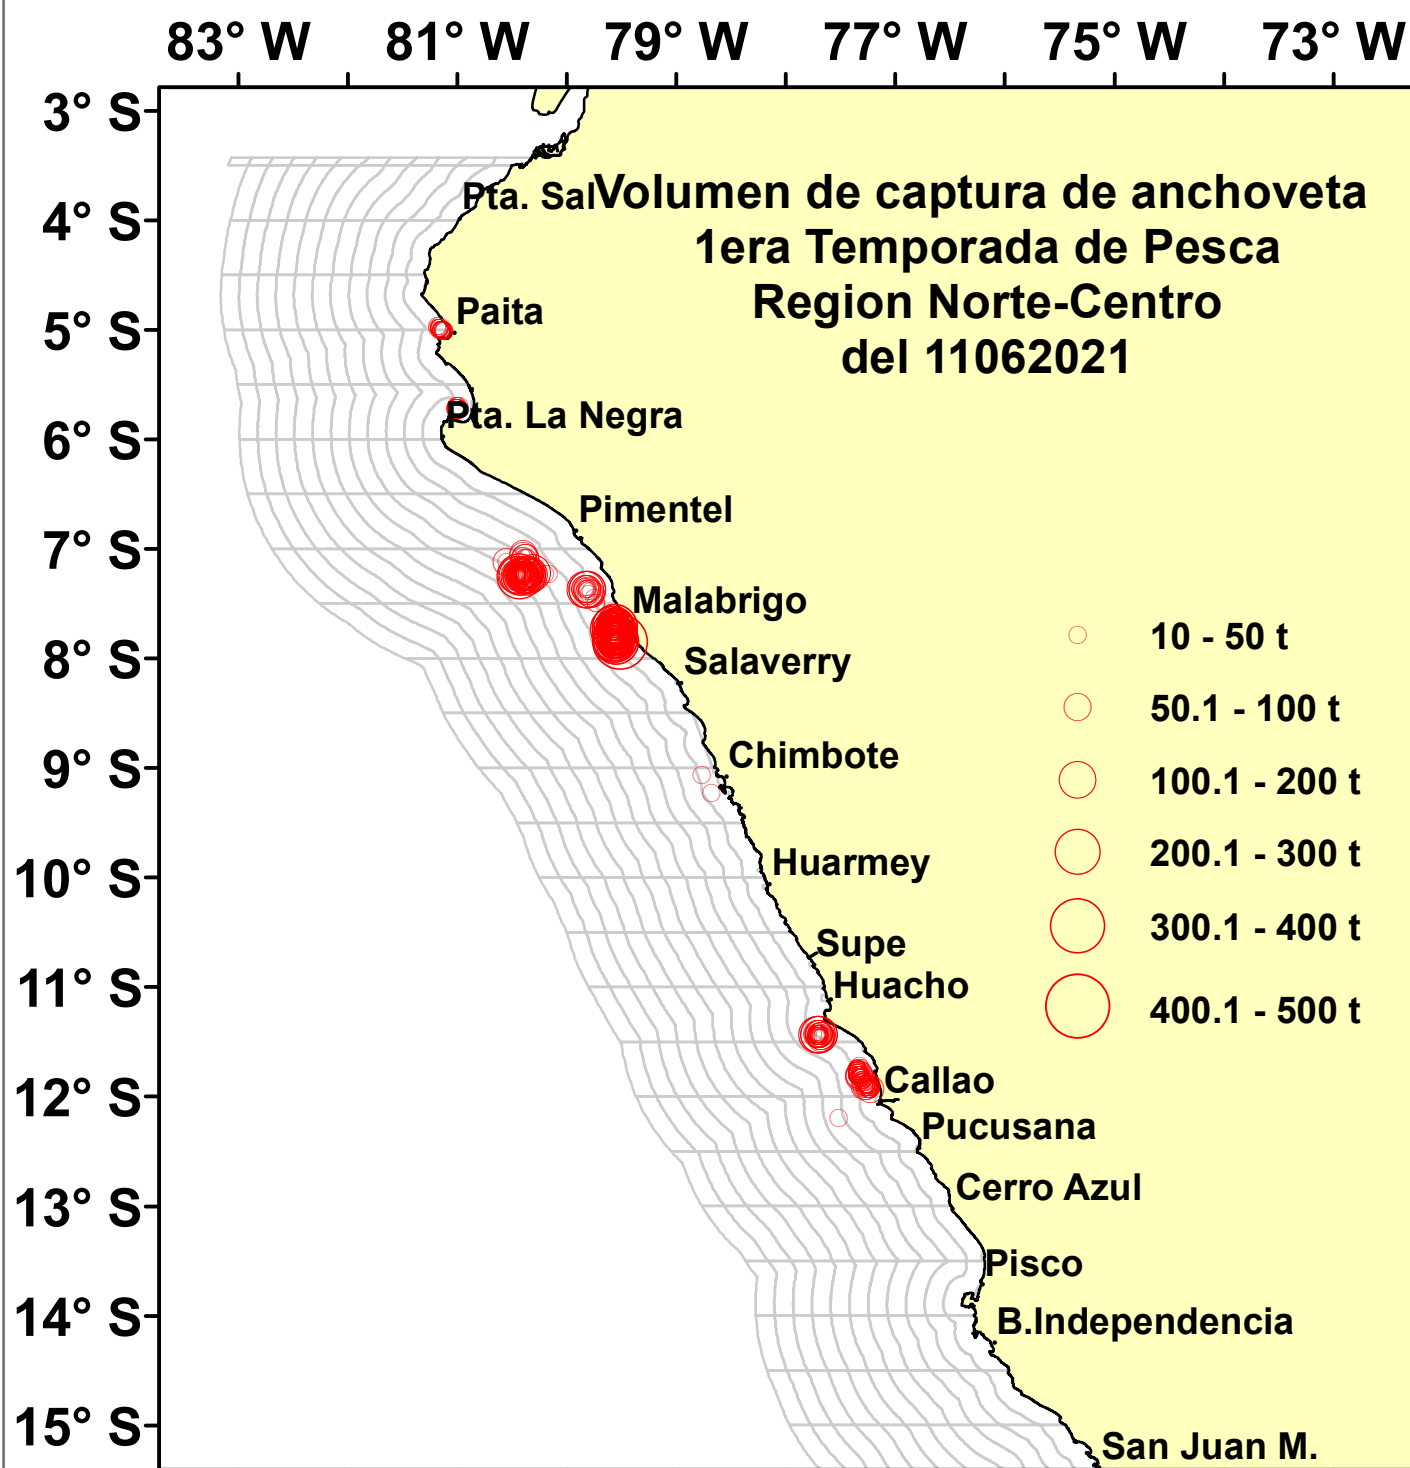 83° W 81° W 79° W 77° W 75° W 73° W
3° S
4° S
5° S
6° S
7° S
8° S
9° S
10° S
11° S
12° S
13° S
14° S
15° S
Volumen de captura de anchoveta
1era Temporada de Pesca
Region Norte-Centro
del 11062021
Pta. Sal
Paita
Pta. La Negra
Pimentel
Malabrigo
Salaverry
Chimbote
Huarmey
Supe
Huacho
Callao
Pucusana
Cerro Azul
Pisco
B.Independencia
San Juan M.
10 - 50 t
50.1 - 100 t
100.1 - 200 t
200.1 - 300 t
300.1 - 400 t
400.1 - 500 t